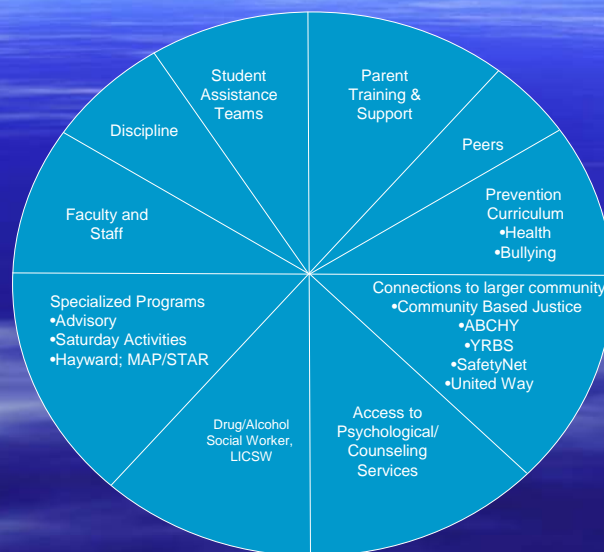 Student
Assistance
Teams
Parent
Training &
Support
Discipline
Peers
Faculty and
Staff
Prevention
Curriculum
•Health
•Bullying
Specialized Programs
•Advisory
•Saturday Activities
•Hayward; MAP/STAR
Connections to larger community
•Community Based Justice
•ABCHY
•YRBS
•SafetyNet
•United Way
Drug/Alcohol
Social Worker,
LICSW
Access to
Psychological/
Counseling
Services